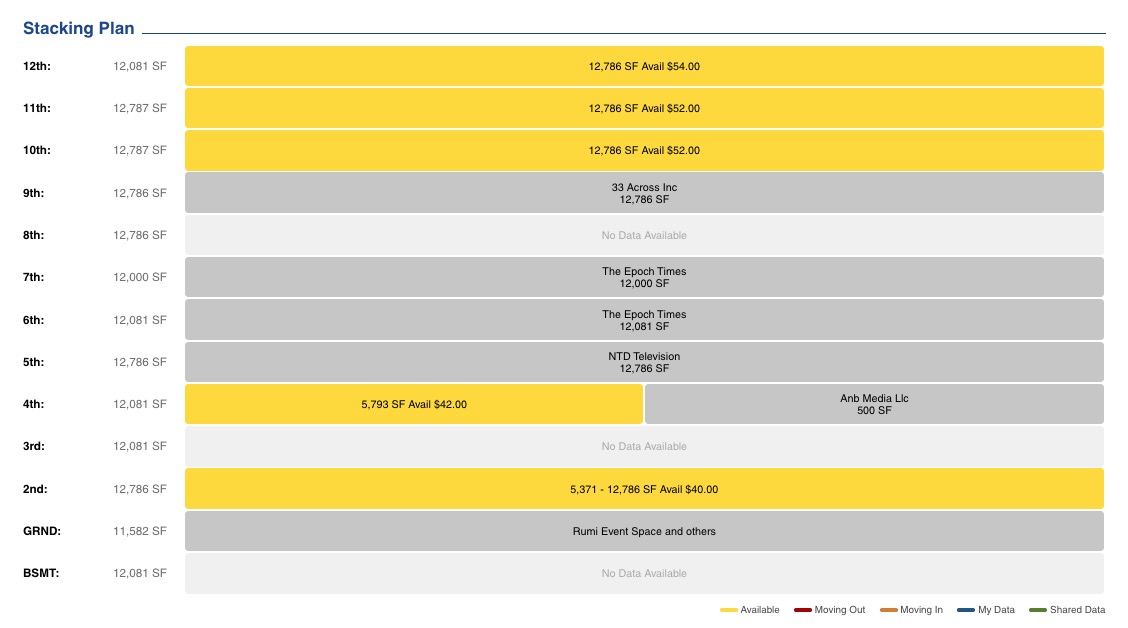 Stacking Plan
12th: 12,081 SF 12,786 SF Avail $54.00
11th: 12,787 SF 12,786 SF Avail $52.00
10th: 12,787 SF 12,786 SF Avail $52.00
9th: 12,786 SF 33 Across Inc
12,786 SF
8th: 12,786 SF No Data Available
7th: 12,000 SF The Epoch Times
12,000 SF
6th: 12,081 SF The Epoch Times
12,081 SF
5th: 12,786 SF NTD Television
12,786 SF
4th: 12,081 SF 5,793 SF Avail $42.00 Anb Media Llc
500 SF
3rd: 12,081 SF No Data Available
2nd: 12,786 SF 5,371 - 12,786 SF Avail $40.00
GRND: 11,582 SF Rumi Event Space and others
BSMT: 12,081 SF No Data Available
Available Moving Out Moving In My Data Shared Data